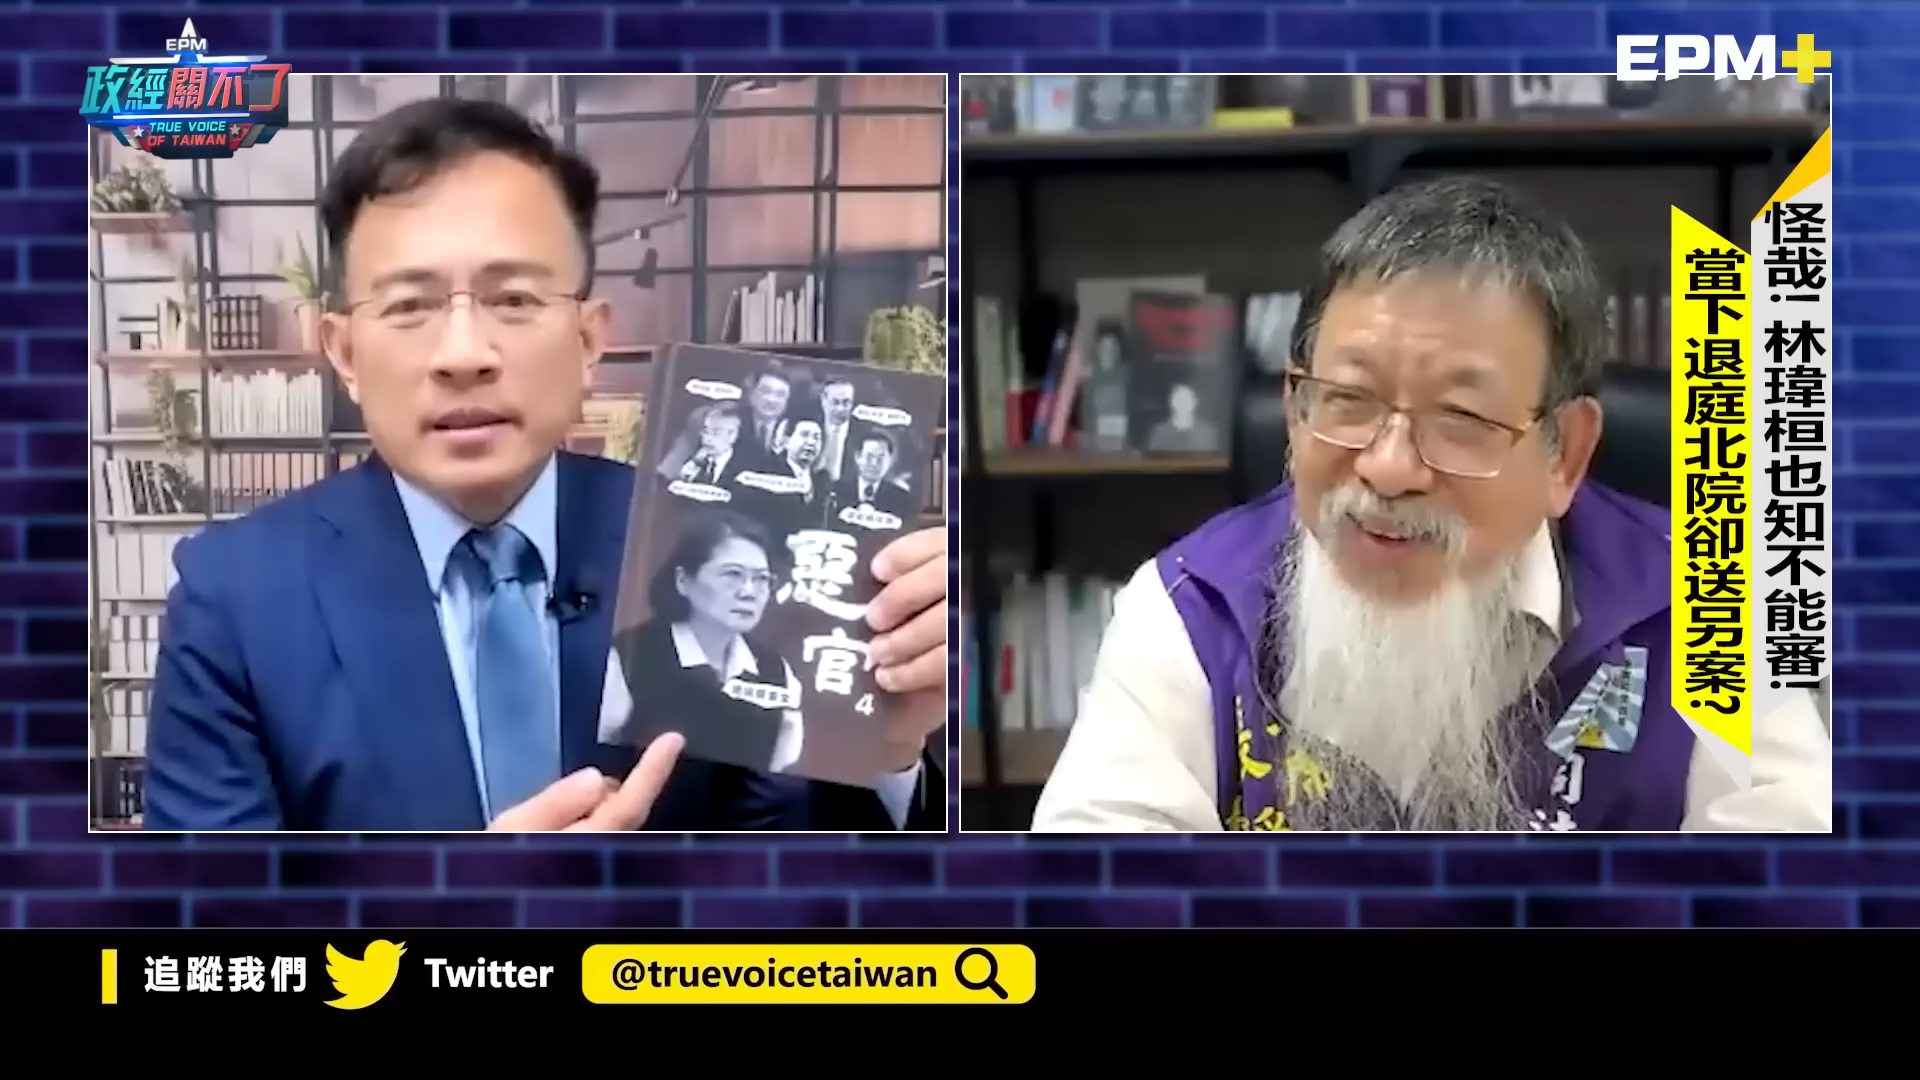 EPM
政經關不了
TRUE VOICE
OF TAIWAN
EPM+
怪哉! 林瑋桓也知不能審!
當下退庭北院卻送另案?
惡官
4
追蹤我們
Twitter
@truevoicetaiwan